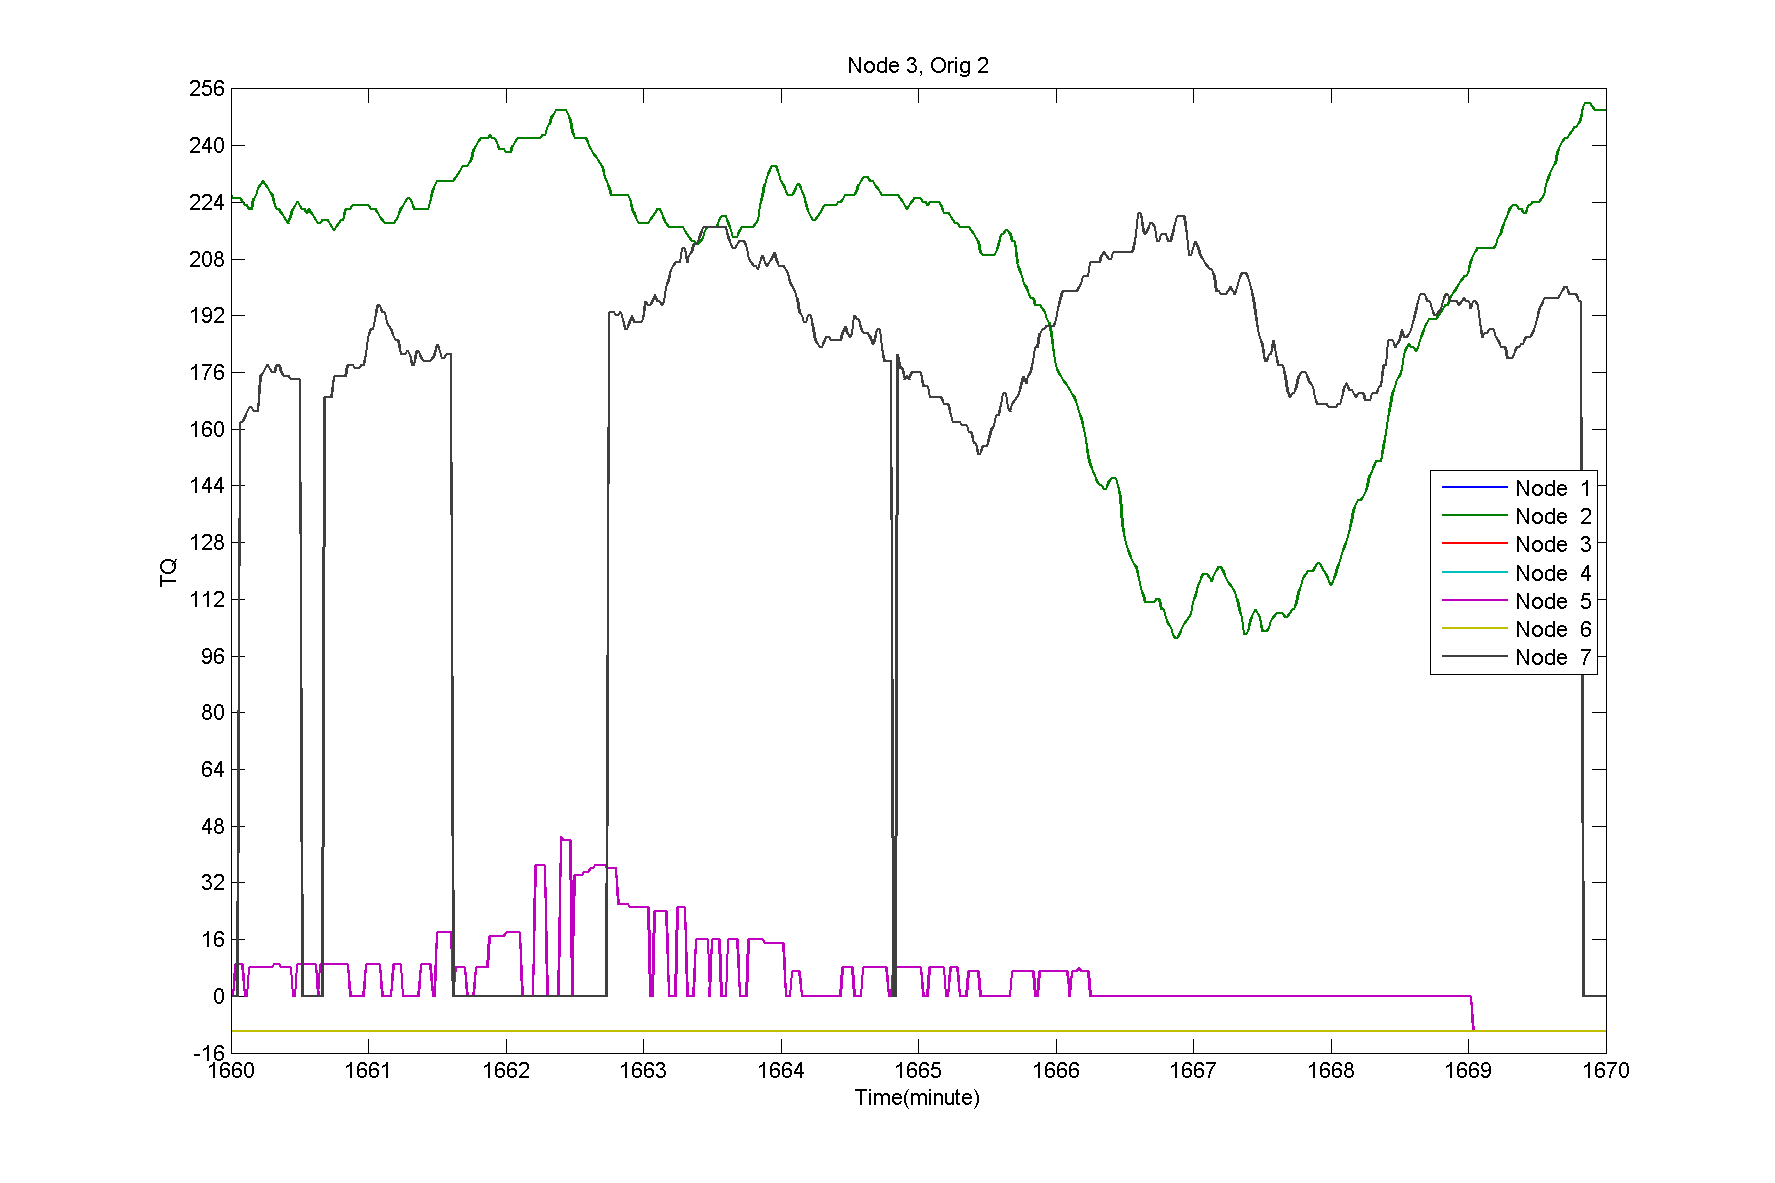 Node 3, Orig 2
256
240
224
208
192
176
160
144
128
112
96
80
64
48
32
16
0
-16
TQ
Node 1
Node 2
Node 3
Node 4
Node 5
Node 6
Node 7
1660 1661 1662 1663 1664 1665 1666 1667 1668 1669 1670
Time(minute)